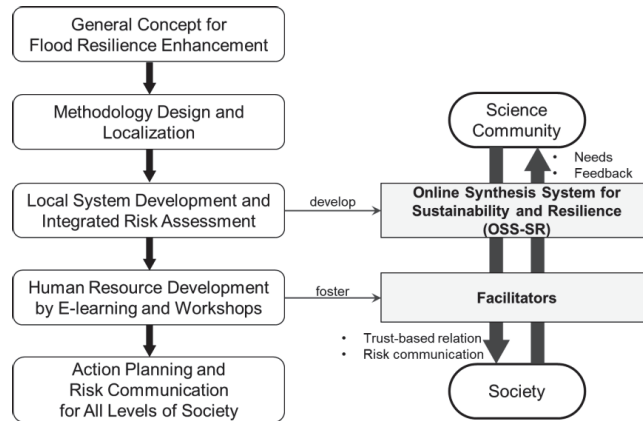 General Concept for
Flood Resilience Enhancement
Methodology Design and
Localization
Local System Development and
Integrated Risk Assessment
Human Resource Development
by E-learning and Workshops
Action Planning and
Risk Communication
for All Levels of Society
develop
foster
Science
Community
• Needs
• Feedback
Online Synthesis System for
Sustainability and Resilience
(OSS-SR)
Facilitators
• Trust-based relation
• Risk communication
Society